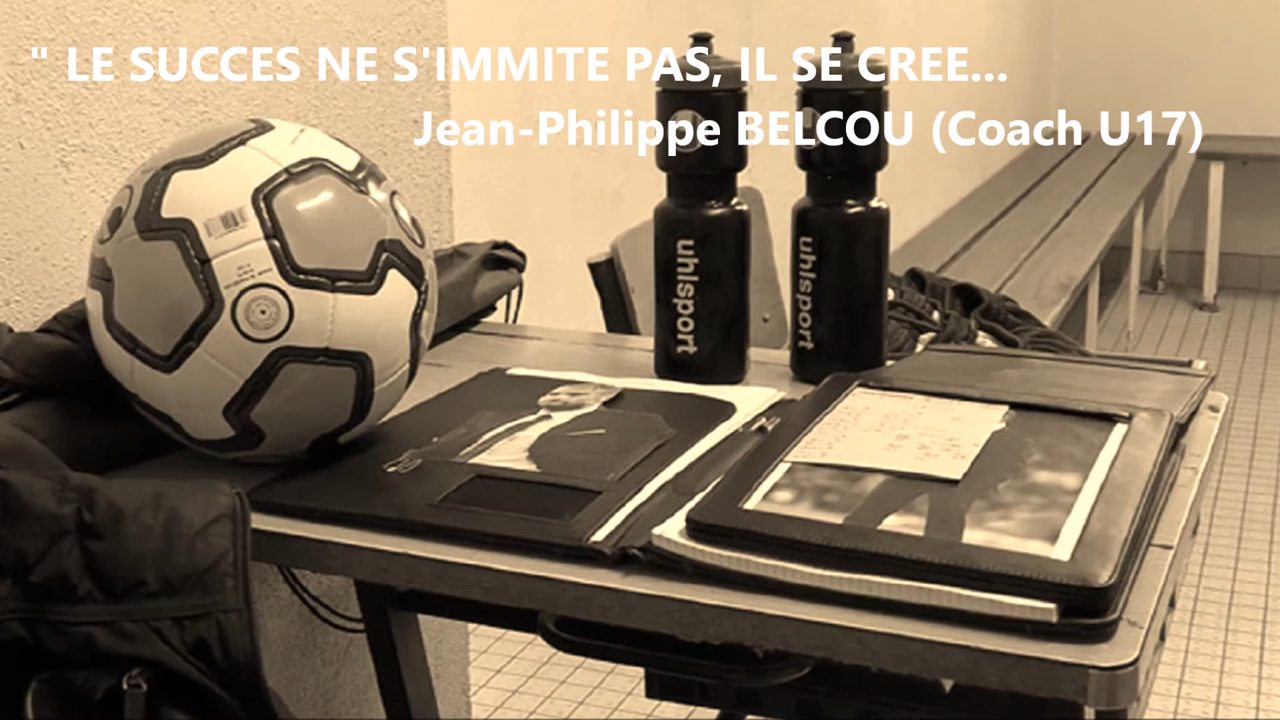 " LE SUCCES NE S'IMMITE PAS, IL SE CREE...
Jean-Philippe BELCOU (Coach U17)
uhlsport
uhlsport